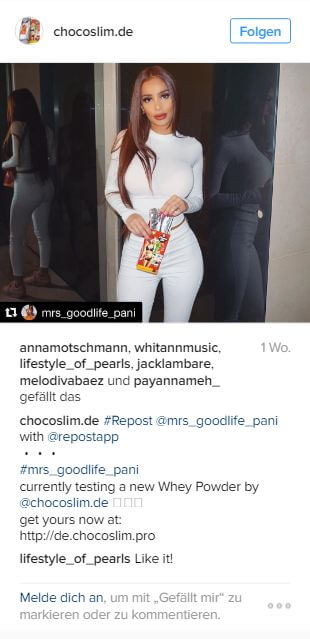 chocoslim.de
Folgen
mrs_goodlife_pani
annamotschmann, whitannmusic,
1 Wo.
lifestyle_of_pearls, jacklambare,
melodivabaez und payannameh_
gefällt das
chocoslim.de #Repost @mrs_goodlife_pani
with @repostapp
・・・
#mrs_goodlife_pani
currently testing a new Whey Powder by
@chocoslim.de □□□
get yours now at:
http://de.chocoslim.pro
lifestyle_of_pearls Like it!
Melde dich an, um mit „Gefällt mir“ zu
markieren oder zu kommentieren.